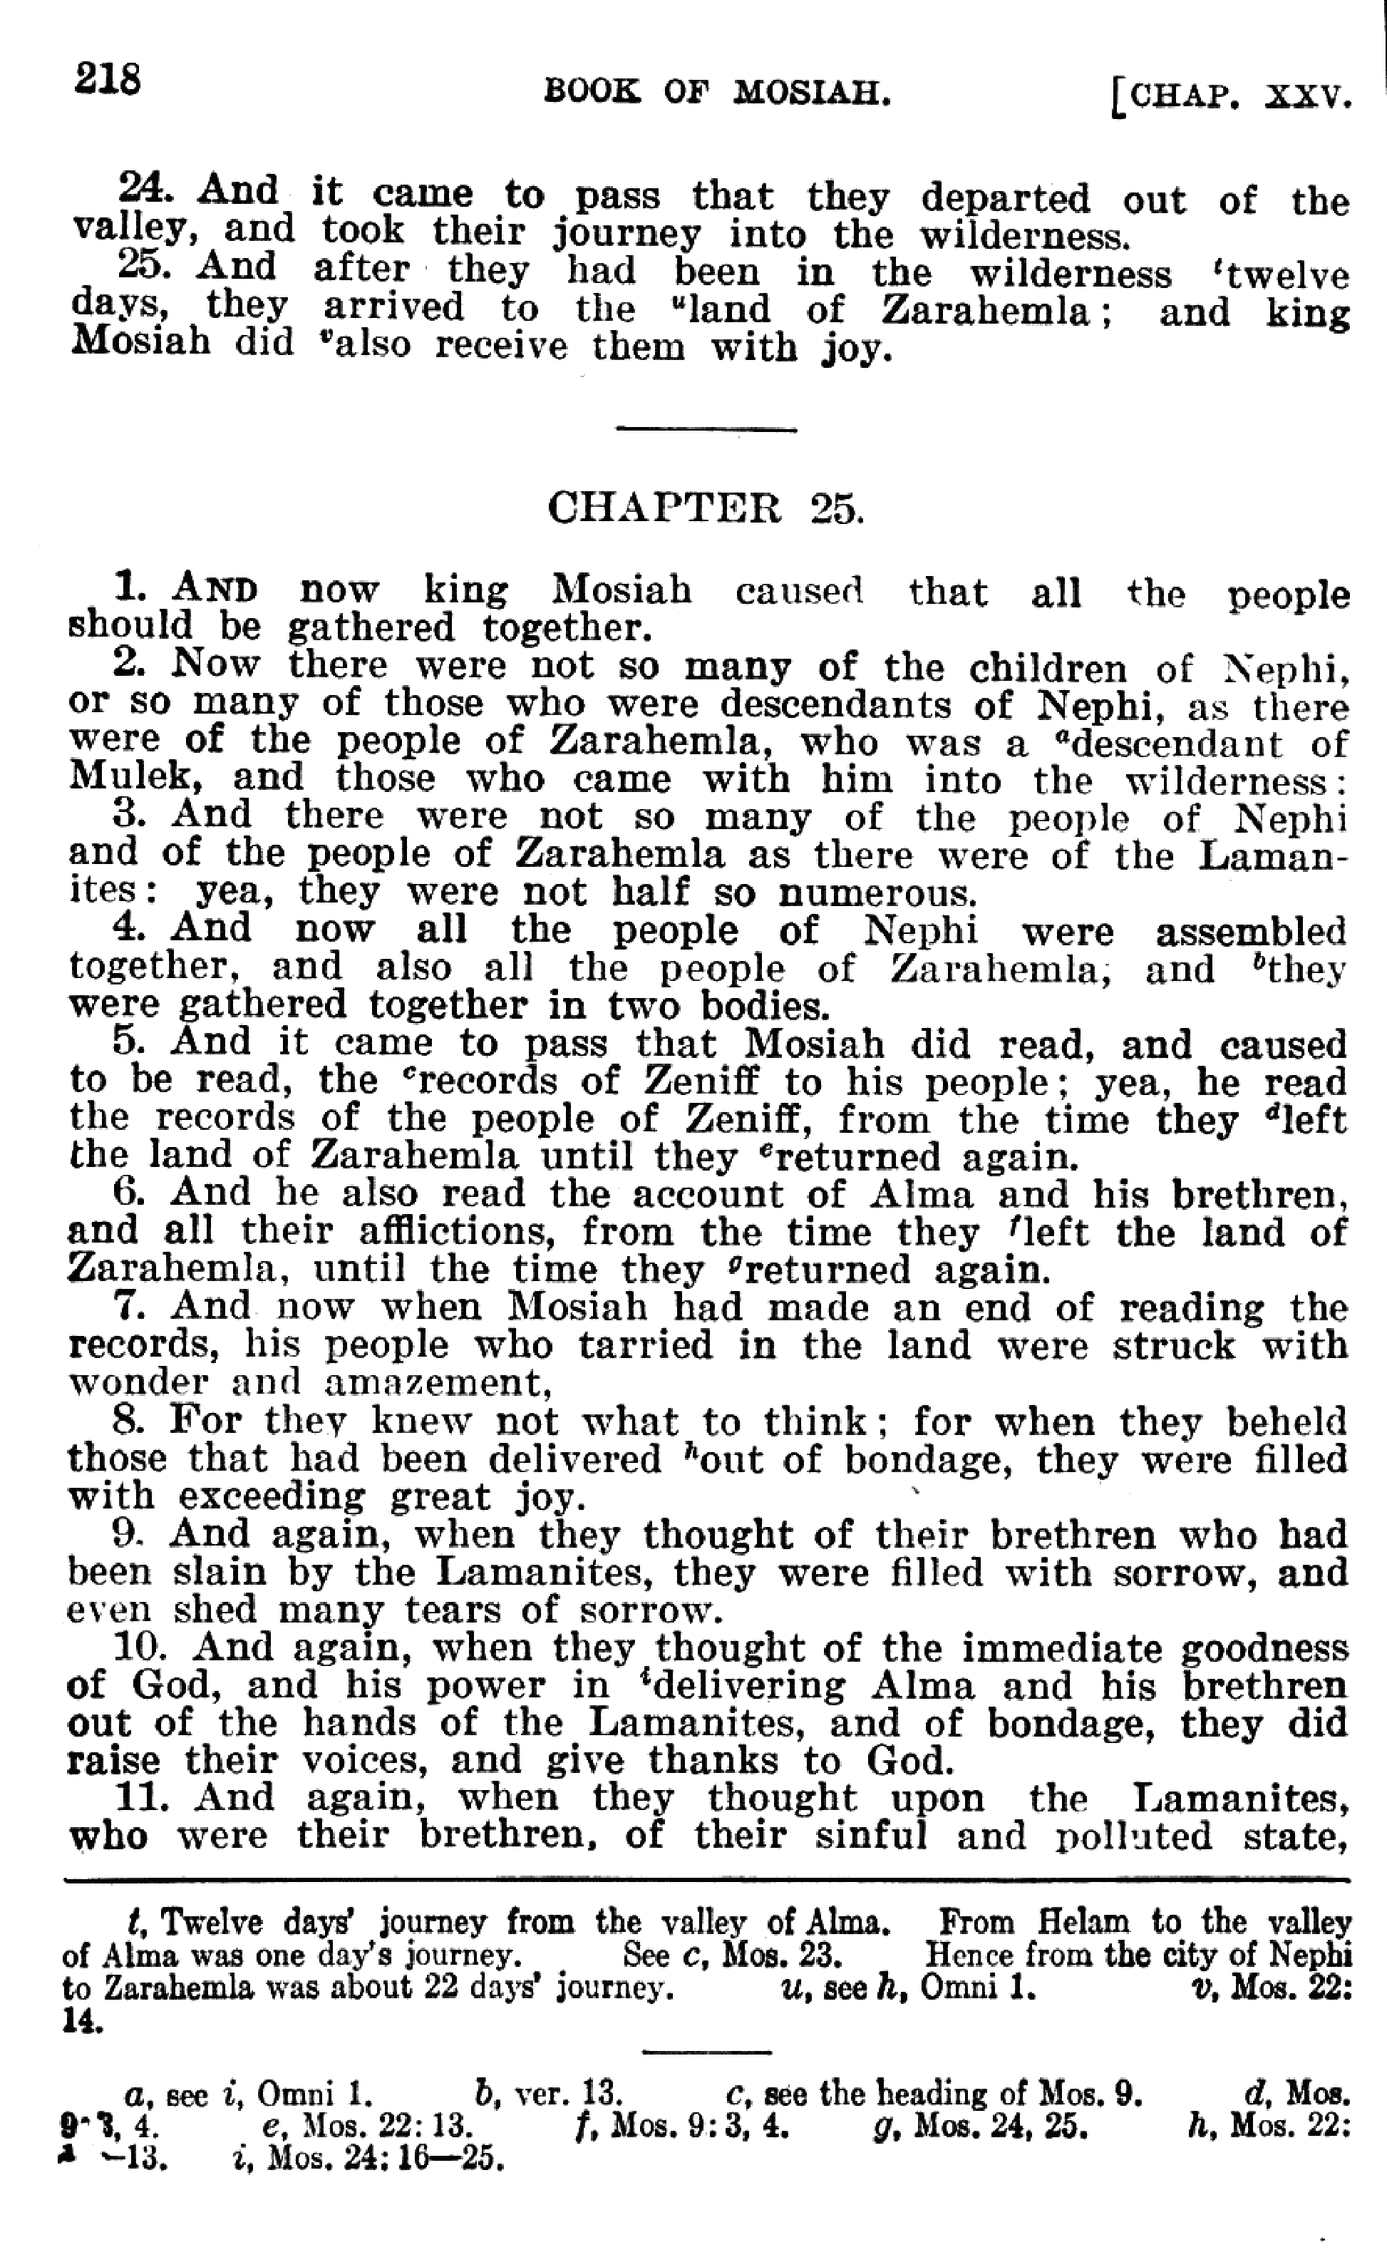 218
BOOK OF MOSIAH.
[CHAP. XXV.
24. And it came to pass that they departed out of the
valley, and took their journey into the wilderness.
25. And after they had been in the wilderness ᵗtwelve
days, they arrived to the ᵘland of Zarahemla; and king
Mosiah did ᵛalso receive them with joy.
CHAPTER 25.
1. AND now king Mosiah caused that all the people
should be gathered together.
2. Now there were not so many of the children of Nephi,
or so many of those who were descendants of Nephi, as there
were of the people of Zarahemla, who was a ᵃdescendant of
Mulek, and those who came with him into the wilderness:
3. And there were not so many of the people of Nephi
and of the people of Zarahemla as there were of the Laman-
ites: yea, they were not half so numerous.
4. And now all the people of Nephi were assembled
together, and also all the people of Zarahemla, and ᵇthey
were gathered together in two bodies.
5. And it came to pass that Mosiah did read, and caused
to be read, the ᶜrecords of Zeniff to his people; yea, he read
the records of the people of Zeniff, from the time they ᵈleft
the land of Zarahemla until they ᵉreturned again.
6. And he also read the account of Alma and his brethren,
and all their afflictions, from the time they ᶠleft the land of
Zarahemla, until the time they ᵍreturned again.
7. And now when Mosiah had made an end of reading the
records, his people who tarried in the land were struck with
wonder and amazement,
8. For they knew not what to think; for when they beheld
those that had been delivered ʰout of bondage, they were filled
with exceeding great joy.
9. And again, when they thought of their brethren who had
been slain by the Lamanites, they were filled with sorrow, and
even shed many tears of sorrow.
10. And again, when they thought of the immediate goodness
of God, and his power in ⁱdelivering Alma and his brethren
out of the hands of the Lamanites, and of bondage, they did
raise their voices, and give thanks to God.
11. And again, when they thought upon the Lamanites,
who were their brethren, of their sinful and polluted state,
t, Twelve days' journey from the valley of Alma. From Helam to the valley
of Alma was one day's journey. See c, Mos. 23. Hence from the city of Nephi
to Zarahemla was about 22 days' journey. u, see h, Omni 1. v, Mos. 22:
14.
a, see i, Omni 1. b, ver. 13. c, see the heading of Mos. 9. d, Mos.
9: 3, 4. e, Mos. 22: 13. f, Mos. 9: 3, 4. g, Mos. 24, 25. h, Mos. 22:
—13. i, Mos. 24: 16—25.